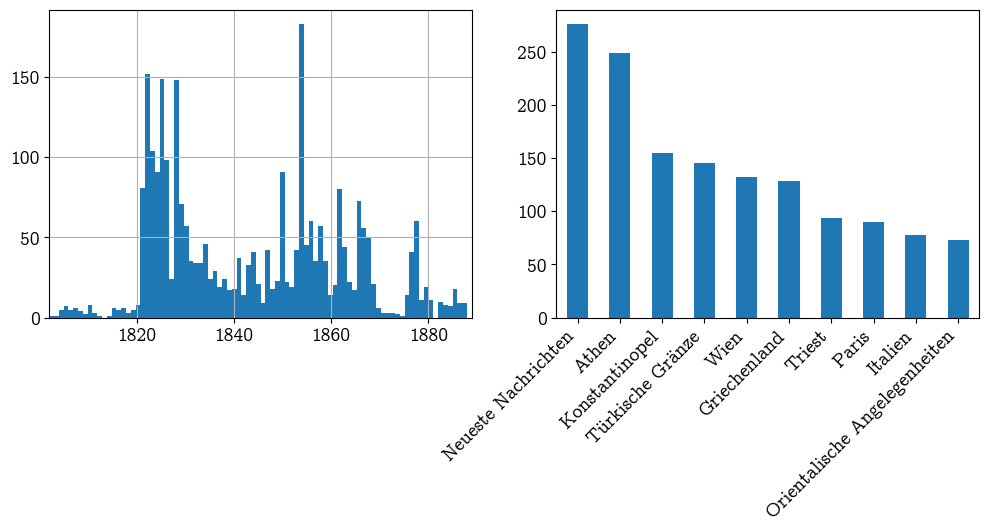 150
100
50
0
1820 1840 1860 1880
250
200
150
100
50
0
Neueste Nachrichten
Athen
Konstantinopel
Türkische Gränze
Wien
Griechenland
Triest
Paris
Italien
Orientalische Angelegenheiten